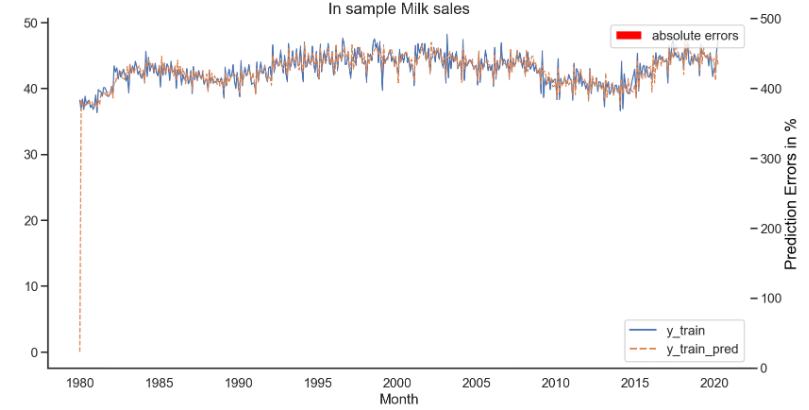 In sample Milk sales
50
40
30
20
10
0
500
400
300
200
100
0
absolute errors
Prediction Errors in %
y_train
y_train_pred
1980 1985 1990 1995 2000 2005 2010 2015 2020
Month